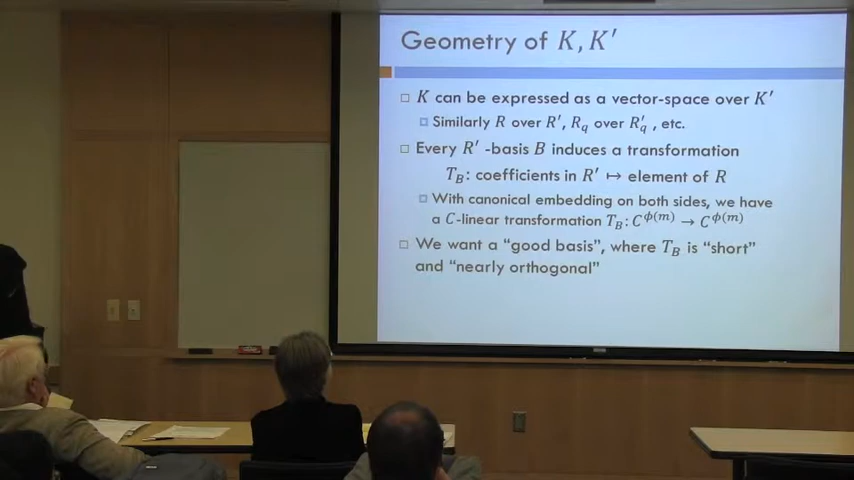 Geometry of K, K′
K can be expressed as a vector-space over K′
Similarly R over R′, R_q over R′_q , etc.
Every R′ -basis B induces a transformation
T_B: coefficients in R′ ↦ element of R
With canonical embedding on both sides, we have
a C-linear transformation T_B: C^ϕ(m) → C^ϕ(m)
We want a “good basis”, where T_B is “short”
and “nearly orthogonal”